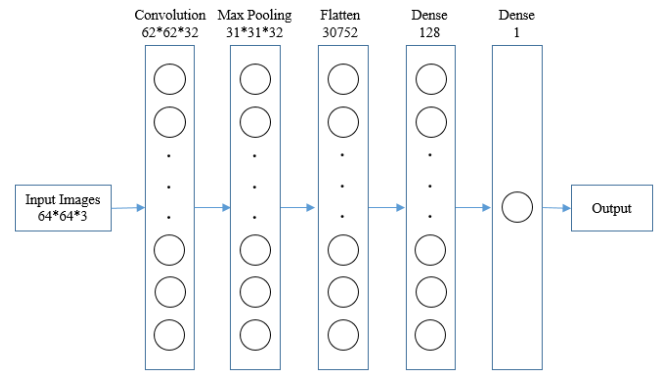 Convolution
62*62*32
Max Pooling
31*31*32
Flatten
30752
Dense
128
Dense
1
Input Images
64*64*3
Output